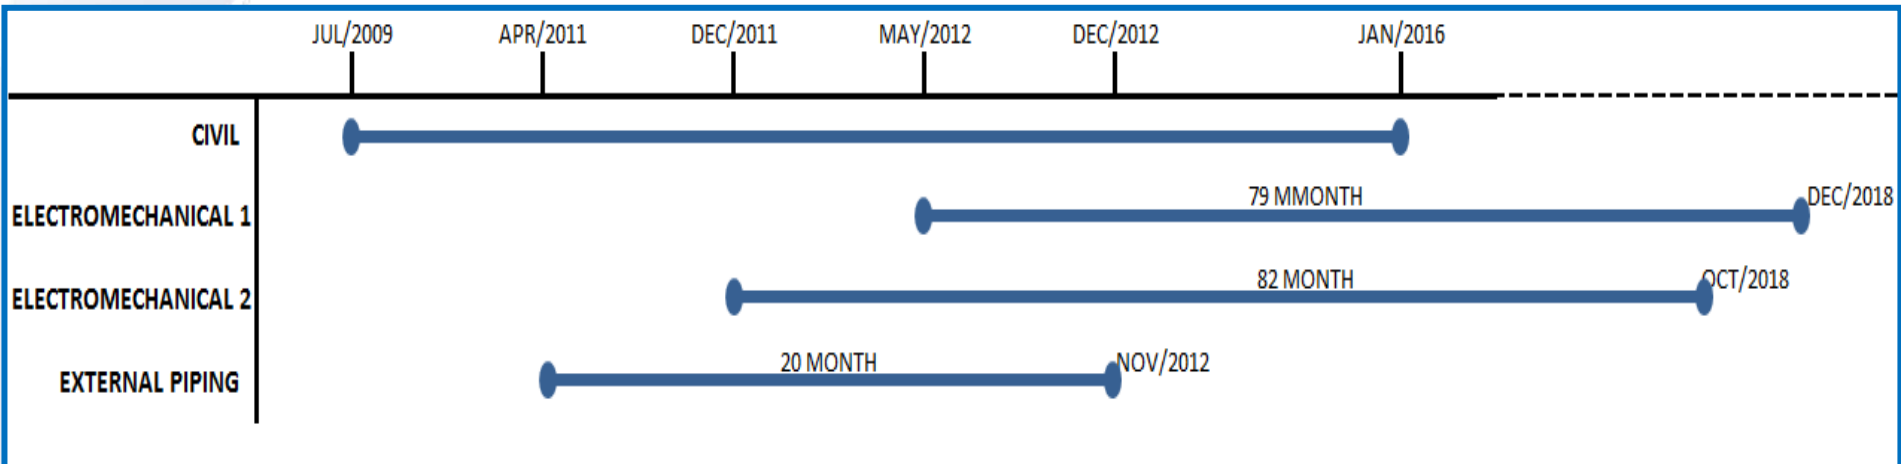 JUL/2009 APR/2011 DEC/2011 MAY/2012 DEC/2012 JAN/2016
CIVIL
79 MMONTH DEC/2018
ELECTROMECHANICAL 1
82 MONTH OCT/2018
ELECTROMECHANICAL 2
20 MONTH NOV/2012
EXTERNAL PIPING